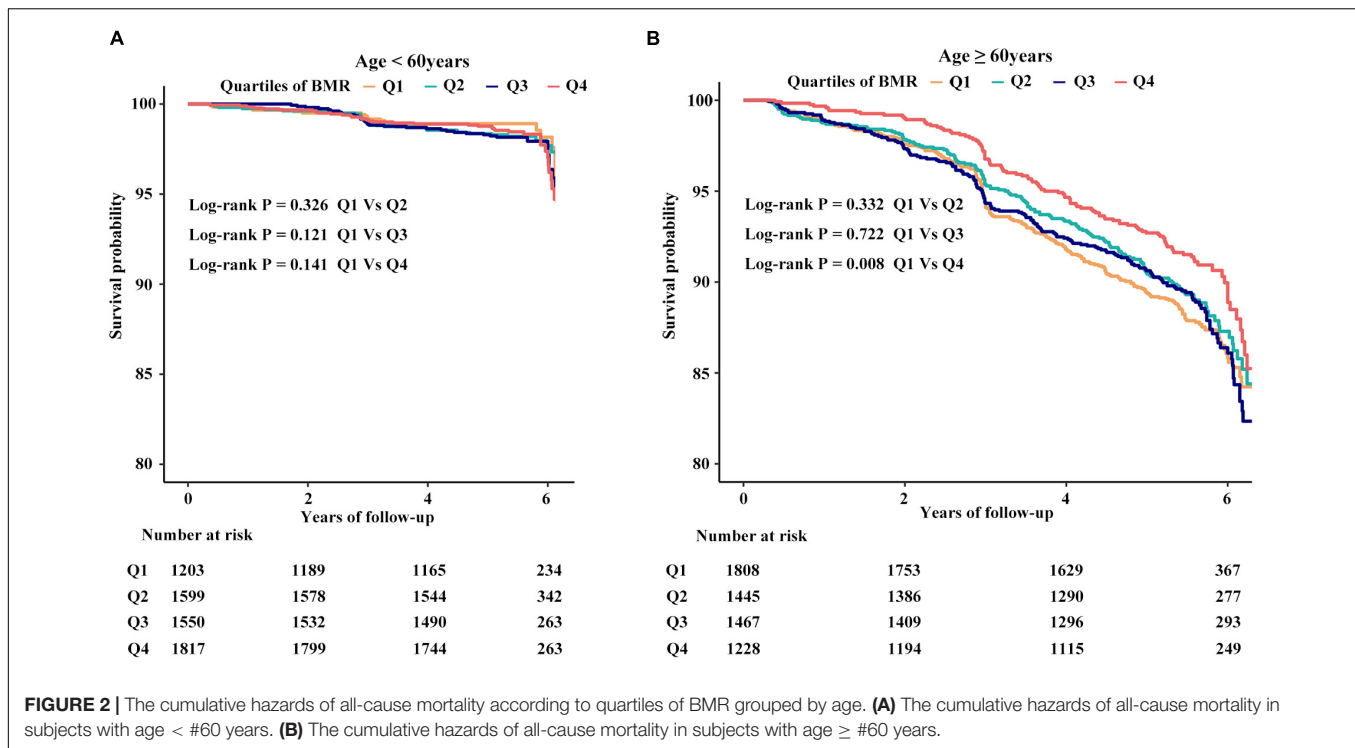 A
Age < 60years
Quartiles of BMR Q1 Q2 Q3 Q4
100
95
90
85
80
Survival probability
Log-rank P = 0.326 Q1 Vs Q2
Log-rank P = 0.121 Q1 Vs Q3
Log-rank P = 0.141 Q1 Vs Q4
0 2 4 6
Years of follow-up
Number at risk
Q1 1203 1189 1165 234
Q2 1599 1578 1544 342
Q3 1550 1532 1490 263
Q4 1817 1799 1744 263
B
Age ≥ 60years
Quartiles of BMR Q1 Q2 Q3 Q4
100
95
90
85
80
Survival probability
Log-rank P = 0.332 Q1 Vs Q2
Log-rank P = 0.722 Q1 Vs Q3
Log-rank P = 0.008 Q1 Vs Q4
0 2 4 6
Years of follow-up
Number at risk
Q1 1808 1753 1629 367
Q2 1445 1386 1290 277
Q3 1467 1409 1296 293
Q4 1228 1194 1115 249
FIGURE 2 | The cumulative hazards of all-cause mortality according to quartiles of BMR grouped by age. (A) The cumulative hazards of all-cause mortality in
subjects with age < #60 years. (B) The cumulative hazards of all-cause mortality in subjects with age ≥ #60 years.